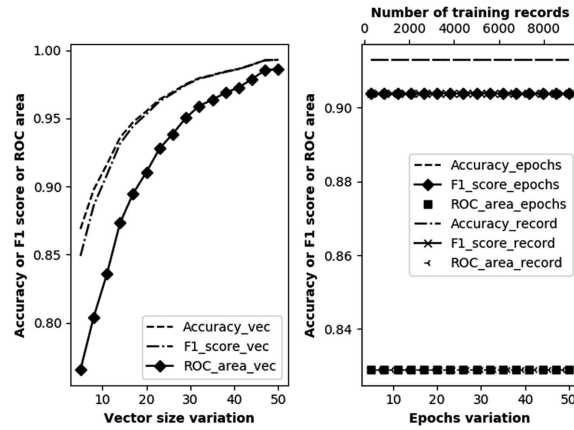 Number of training records
0 2000 4000 6000 8000
Accuracy or F1 score or ROC area
1.00
0.95
0.90
0.85
0.80
Accuracy_vec
F1_score_vec
ROC_area_vec
10 20 30 40 50
Vector size variation
Accuracy or F1 score or ROC area
0.90
0.88
0.86
0.84
Accuracy_epochs
F1_score_epochs
ROC_area_epochs
Accuracy_record
F1_score_record
ROC_area_record
10 20 30 40 50
Epochs variation